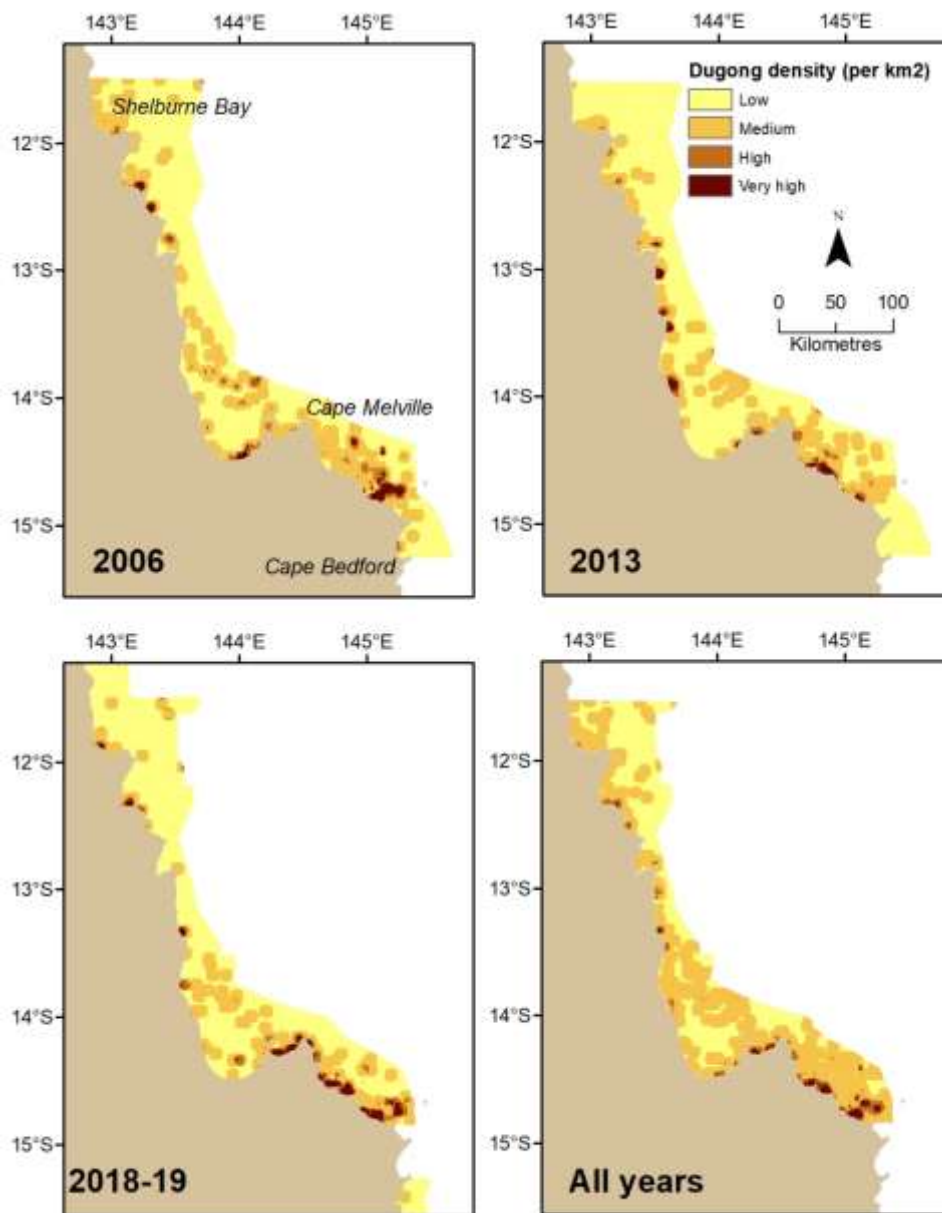 143°E 144°E 145°E
143°E 144°E 145°E
Shelburne Bay
12°S
13°S
14°S
Cape Melville
15°S
2006
Cape Bedford
Dugong density (per km2)
Low
Medium
High
Very high
N
0 50 100
Kilometres
12°S
13°S
14°S
15°S
2013
143°E 144°E 145°E
12°S
13°S
14°S
15°S
2018-19
143°E 144°E 145°E
12°S
13°S
14°S
15°S
All years